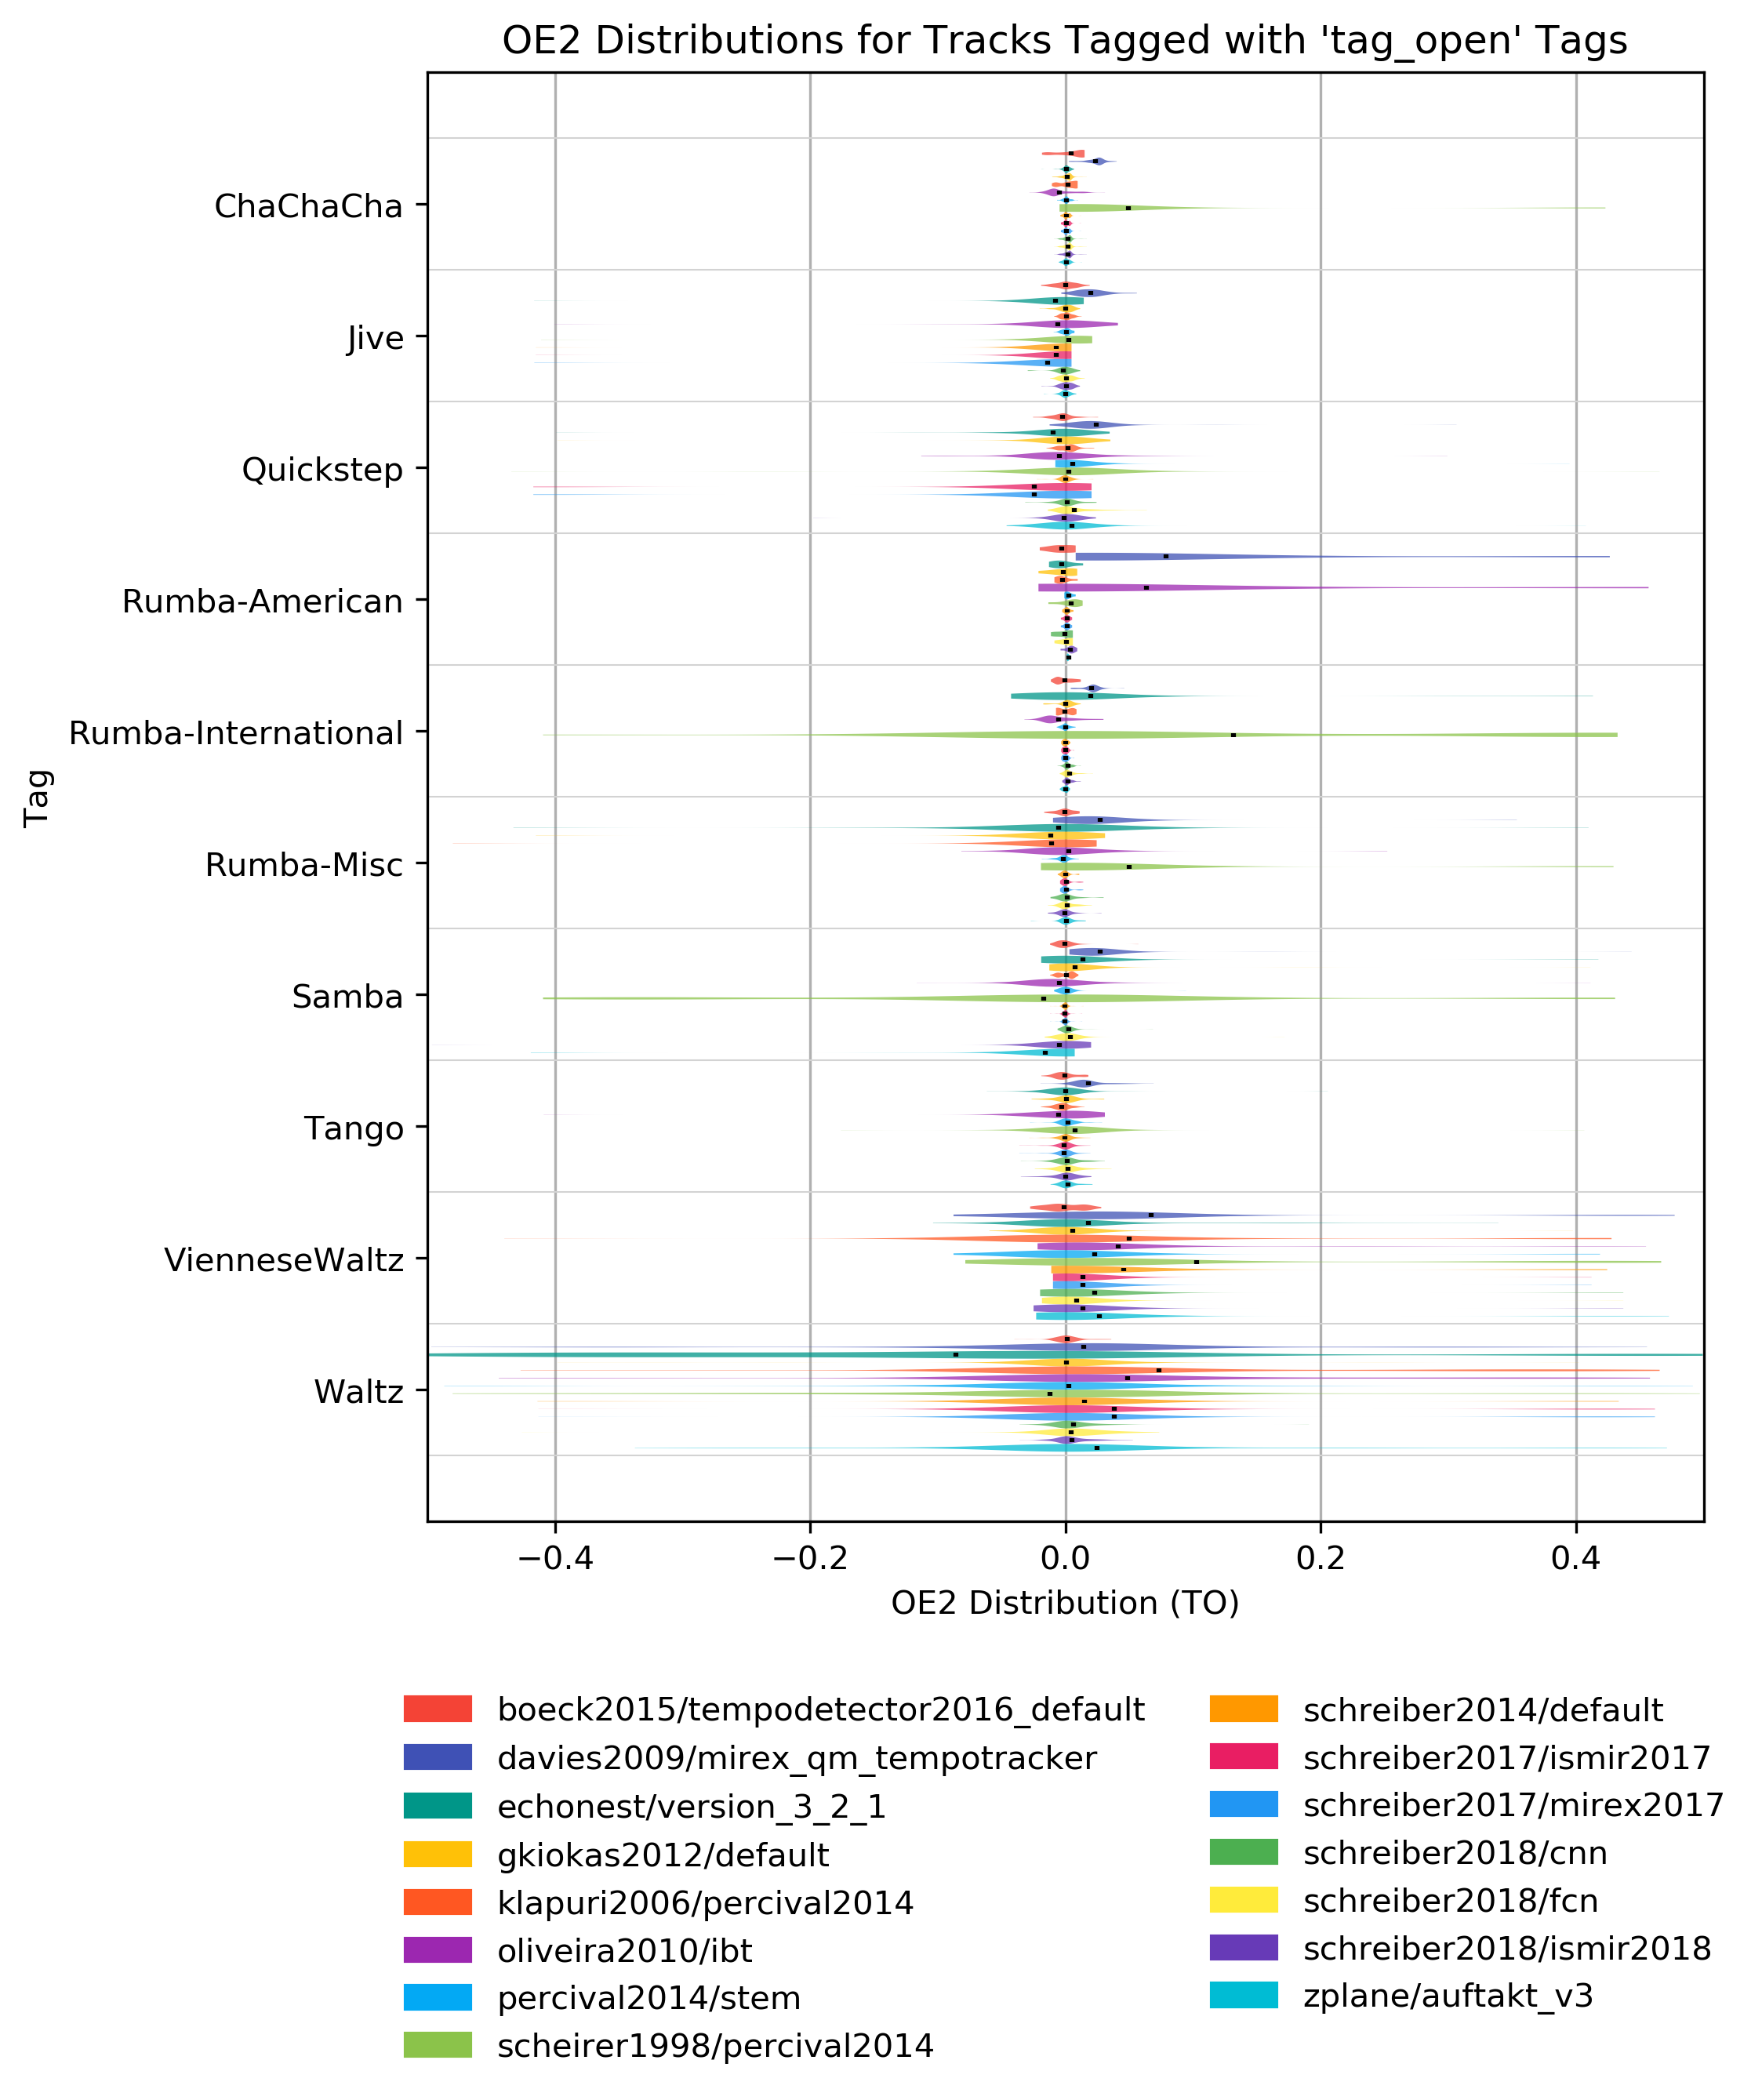 OE2 Distributions for Tracks Tagged with 'tag_open' Tags
ChaChaCha
Jive
Quickstep
Rumba-American
Rumba-International
Rumba-Misc
Samba
Tango
VienneseWaltz
Waltz
Tag
−0.4
−0.2
0.0
0.2
0.4
OE2 Distribution (TO)
boeck2015/tempodetector2016_default
davies2009/mirex_qm_tempotracker
echonest/version_3_2_1
gkiokas2012/default
klapuri2006/percival2014
oliveira2010/ibt
percival2014/stem
scheirer1998/percival2014
schreiber2014/default
schreiber2017/ismir2017
schreiber2017/mirex2017
schreiber2018/cnn
schreiber2018/fcn
schreiber2018/ismir2018
zplane/auftakt_v3